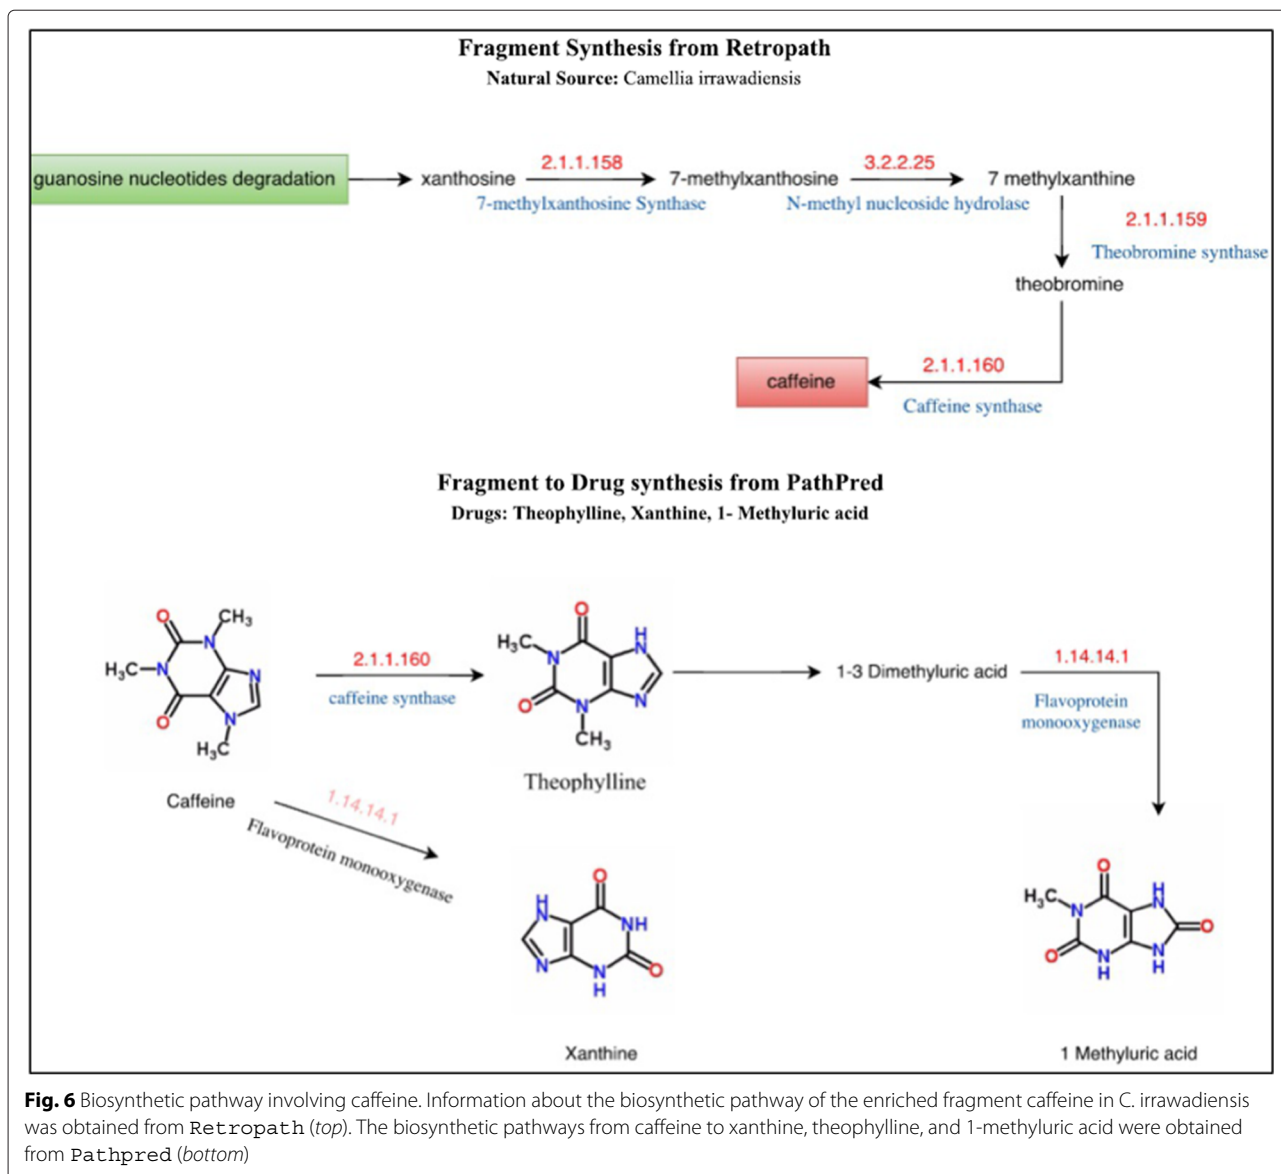 Fragment Synthesis from Retropath
Natural Source: Camellia irrawadiensis
guanosine nucleotides degradation
xanthosine
2.1.1.158
7-methylxanthosine Synthase
7-methylxanthosine
3.2.2.25
N-methyl nucleoside hydrolase
7 methylxanthine
2.1.1.159
Theobromine synthase
theobromine
2.1.1.160
Caffeine synthase
caffeine
Fragment to Drug synthesis from PathPred
Drugs: Theophylline, Xanthine, 1- Methyluric acid
O
CH3
N
H3C
N
N
O
N
H3C
Caffeine
2.1.1.160
caffeine synthase
O
H3C
N
H
N
O
N
N
CH3
Theophylline
1-3 Dimethyluric acid
1.14.14.1
Flavoprotein
monooxygenase
1.14.14.1
Flavoprotein monooxygenase
O
H
N
NH
N
N
H
O
Xanthine
O
H3C
N
H
N
O
O
N
H
N
H
1 Methyluric acid
Fig. 6 Biosynthetic pathway involving caffeine. Information about the biosynthetic pathway of the enriched fragment caffeine in C. irrawadiensis
was obtained from Retropath (top). The biosynthetic pathways from caffeine to xanthine, theophylline, and 1-methyluric acid were obtained
from Pathpred (bottom)